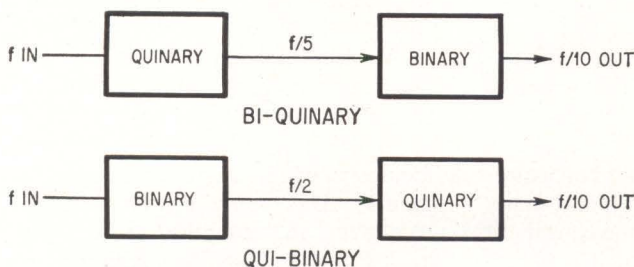 f IN QUINARY f/5 BINARY f/10 OUT
BI-QUINARY
f IN BINARY f/2 QUINARY f/10 OUT
QUI-BINARY